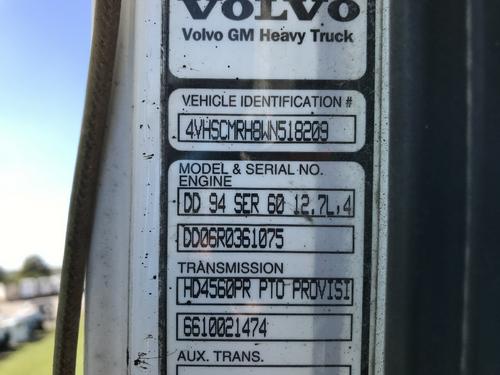 VOLVO
Volvo GM Heavy Truck
VEHICLE IDENTIFICATION #
4VHSCMRH8WN518209
MODEL & SERIAL NO.
ENGINE
DD 94 SER 60 12.7L,4
DD06R0361075
TRANSMISSION
HD4560PR PTO PROVISI
6610021474
AUX. TRANS.